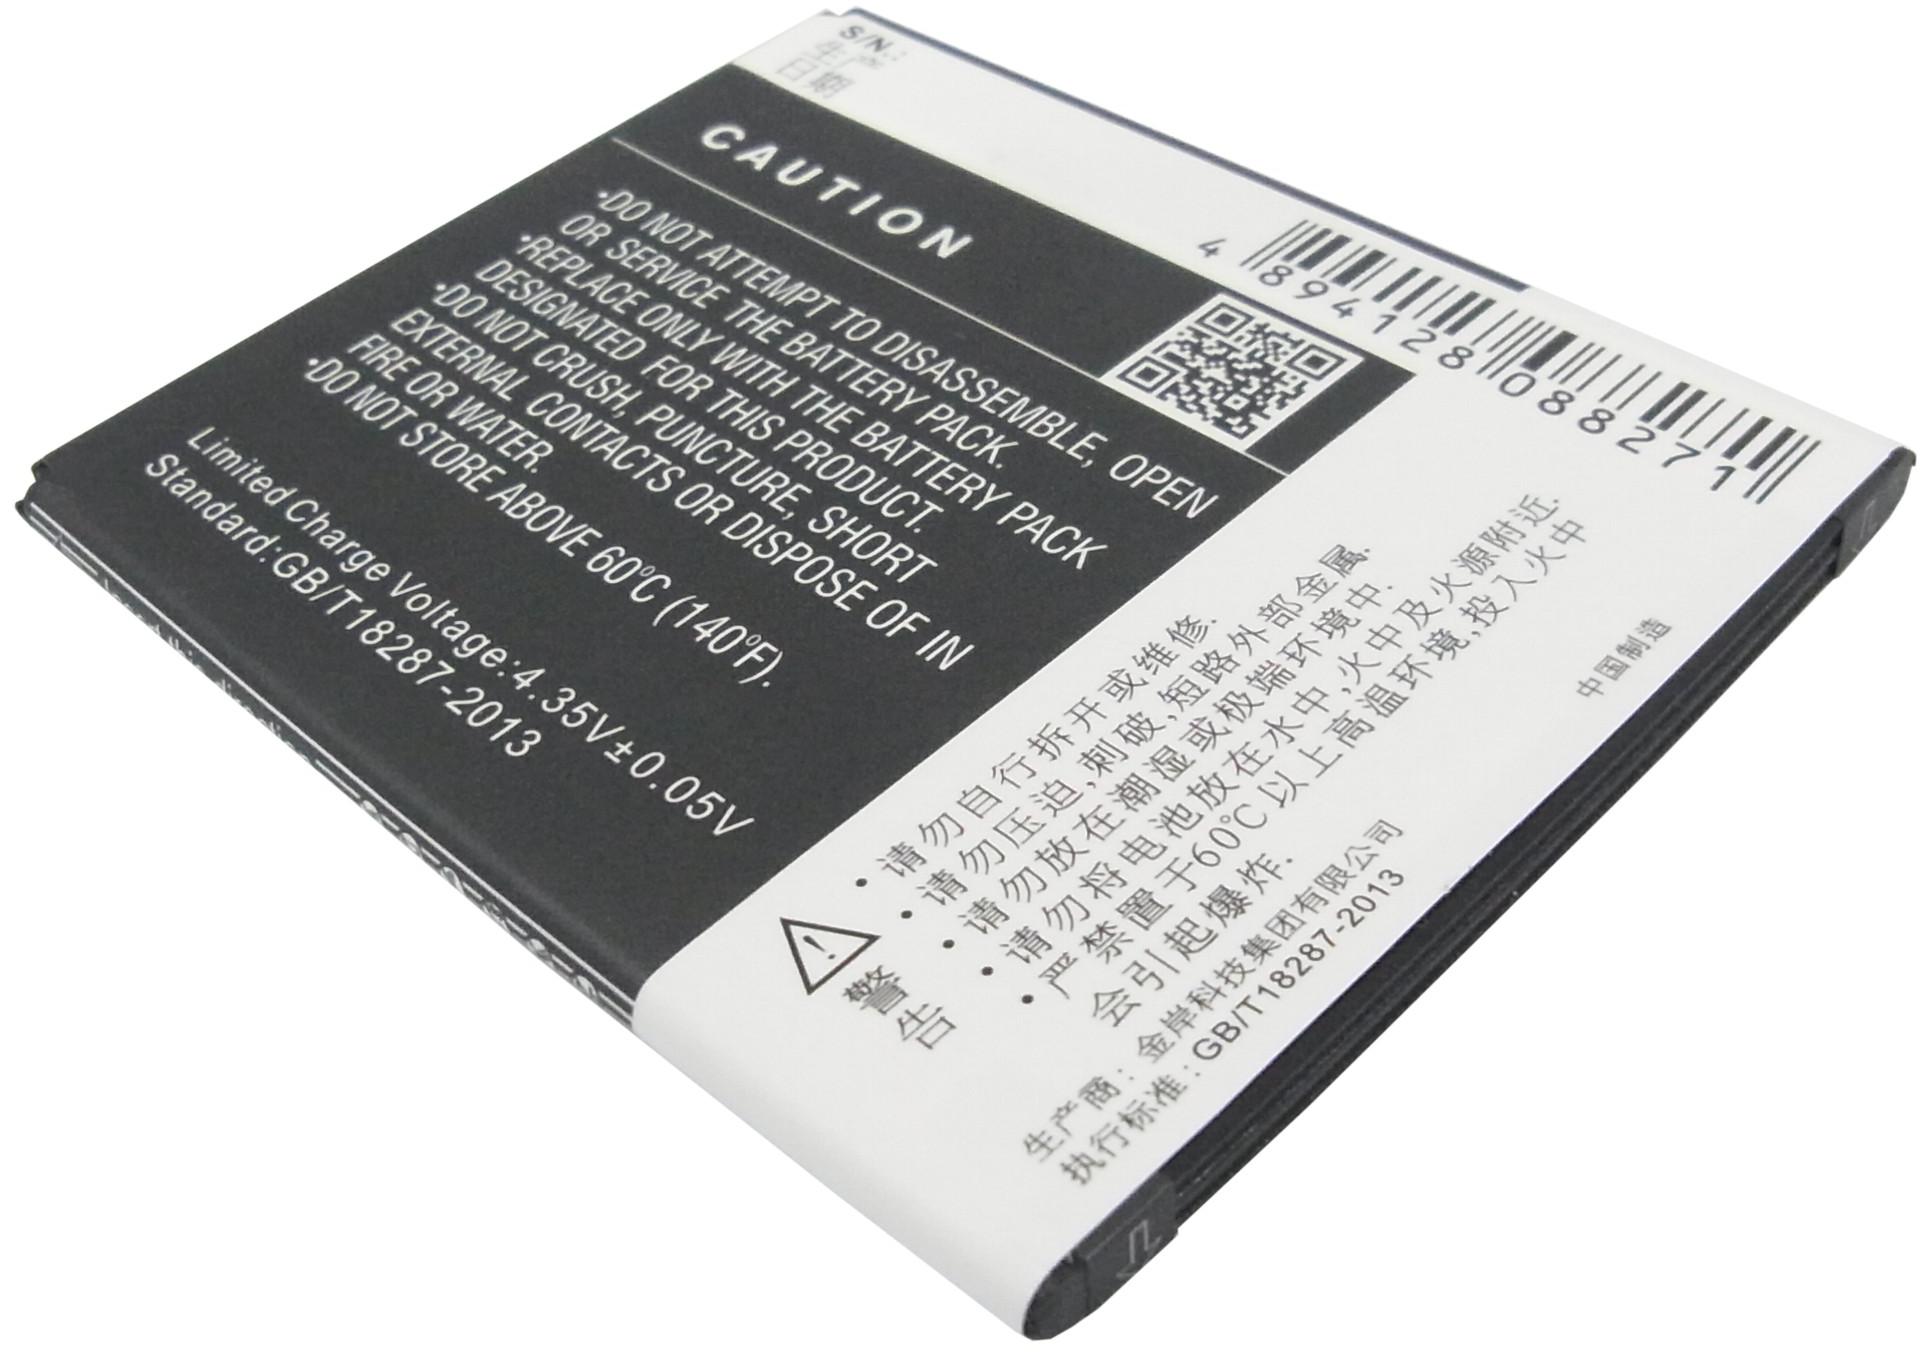 S/N:
生产
日期
CAUTION
4 894128 088271
·DO NOT ATTEMPT TO DISASSEMBLE, OPEN
OR SERVICE THE BATTERY PACK.
·REPLACE ONLY WITH THE BATTERY PACK
DESIGNATED FOR THIS PRODUCT.
·DO NOT CRUSH, PUNCTURE, SHORT
EXTERNAL CONTACTS OR DISPOSE OF IN
FIRE OR WATER.
·DO NOT STORE ABOVE 60ºC (140ºF).
Limited Charge Voltage:4.35V±0.05V
Standard:GB/T18287-2013
警告
·请勿自行拆开或维修.
·请勿压迫,刺破,短路外部金属.
·请勿放在潮湿或极端环境中.
·请勿将电池放在水中,火中及火源附近.
·严禁置于60℃以上高温环境,投入火中
会引起爆炸.
生产商：金岸科技集团有限公司
执行标准：GB/T18287-2013
中国制造